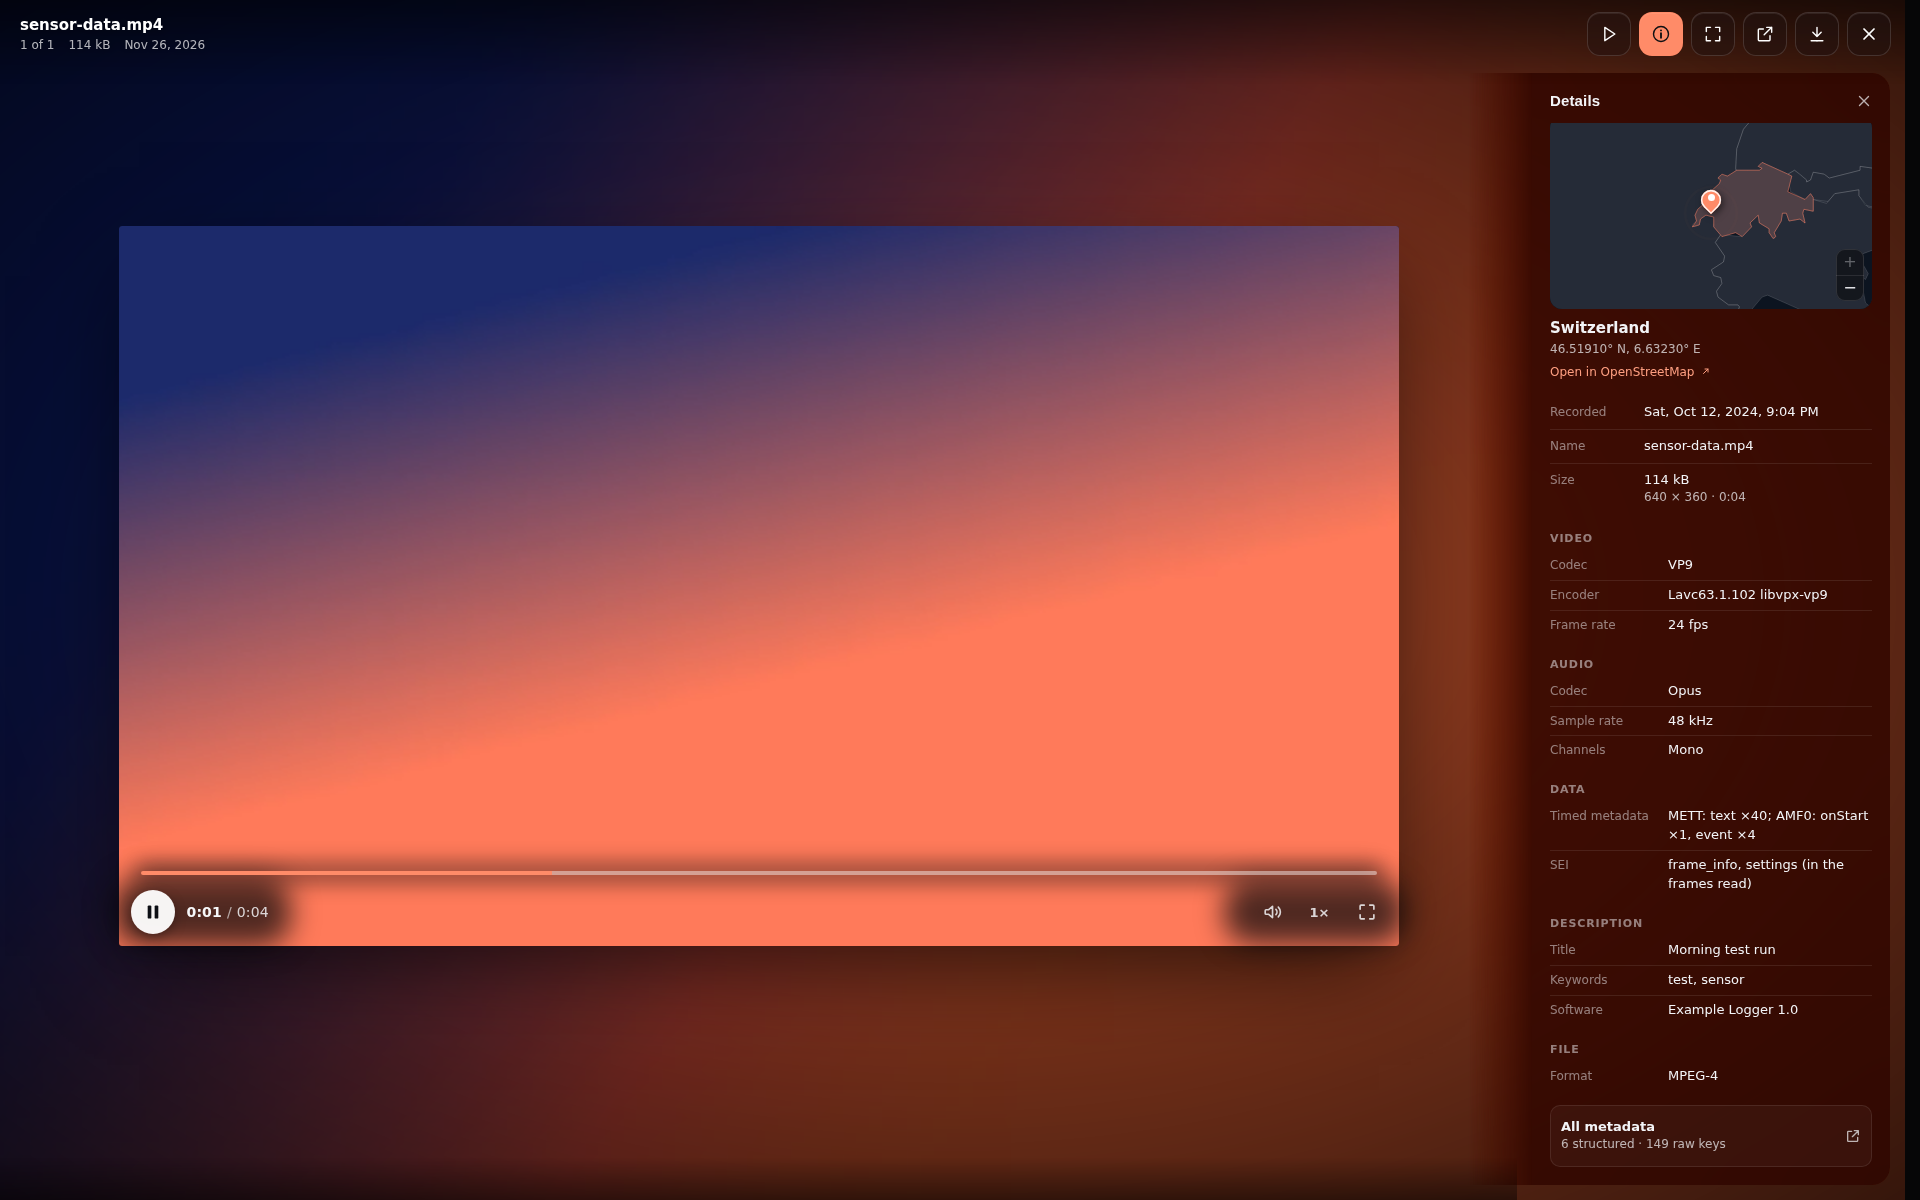 sensor-data.mp4
1 of 1 114 kB Nov 26, 2026
Details
+
−
Switzerland
46.51910° N, 6.63230° E
Open in OpenStreetMap ↗
Recorded Sat, Oct 12, 2024, 9:04 PM
Name sensor-data.mp4
Size 114 kB
640 × 360 · 0:04
VIDEO
Codec VP9
Encoder Lavc63.1.102 libvpx-vp9
Frame rate 24 fps
AUDIO
Codec Opus
Sample rate 48 kHz
Channels Mono
DATA
Timed metadata METT: text ×40; AMF0: onStart
×1, event ×4
SEI frame_info, settings (in the
frames read)
DESCRIPTION
Title Morning test run
Keywords test, sensor
Software Example Logger 1.0
FILE
Format MPEG-4
All metadata
6 structured · 149 raw keys
0:01 / 0:04
1×